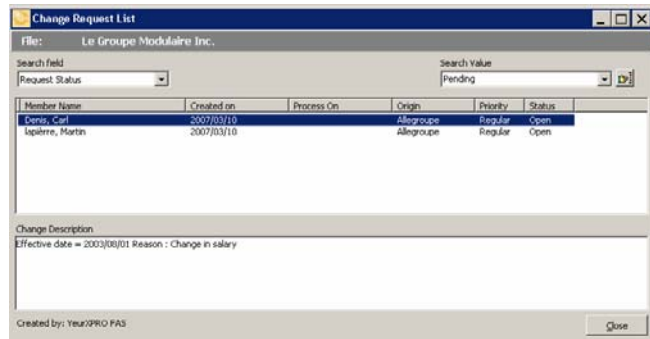 Change Request List
File: Le Groupe Modulaire Inc.
Search field Search Value
Request Status Pending
Member Name Created on Process On Origin Priority Status
Denis, Carl 2007/03/10 Allegroupe Regular Open
lapièrre, Martin 2007/03/10 Allegroupe Regular Open
Change Description
Effective date = 2003/08/01 Reason : Change in salary
Created by: YeurXPRO PAS Close